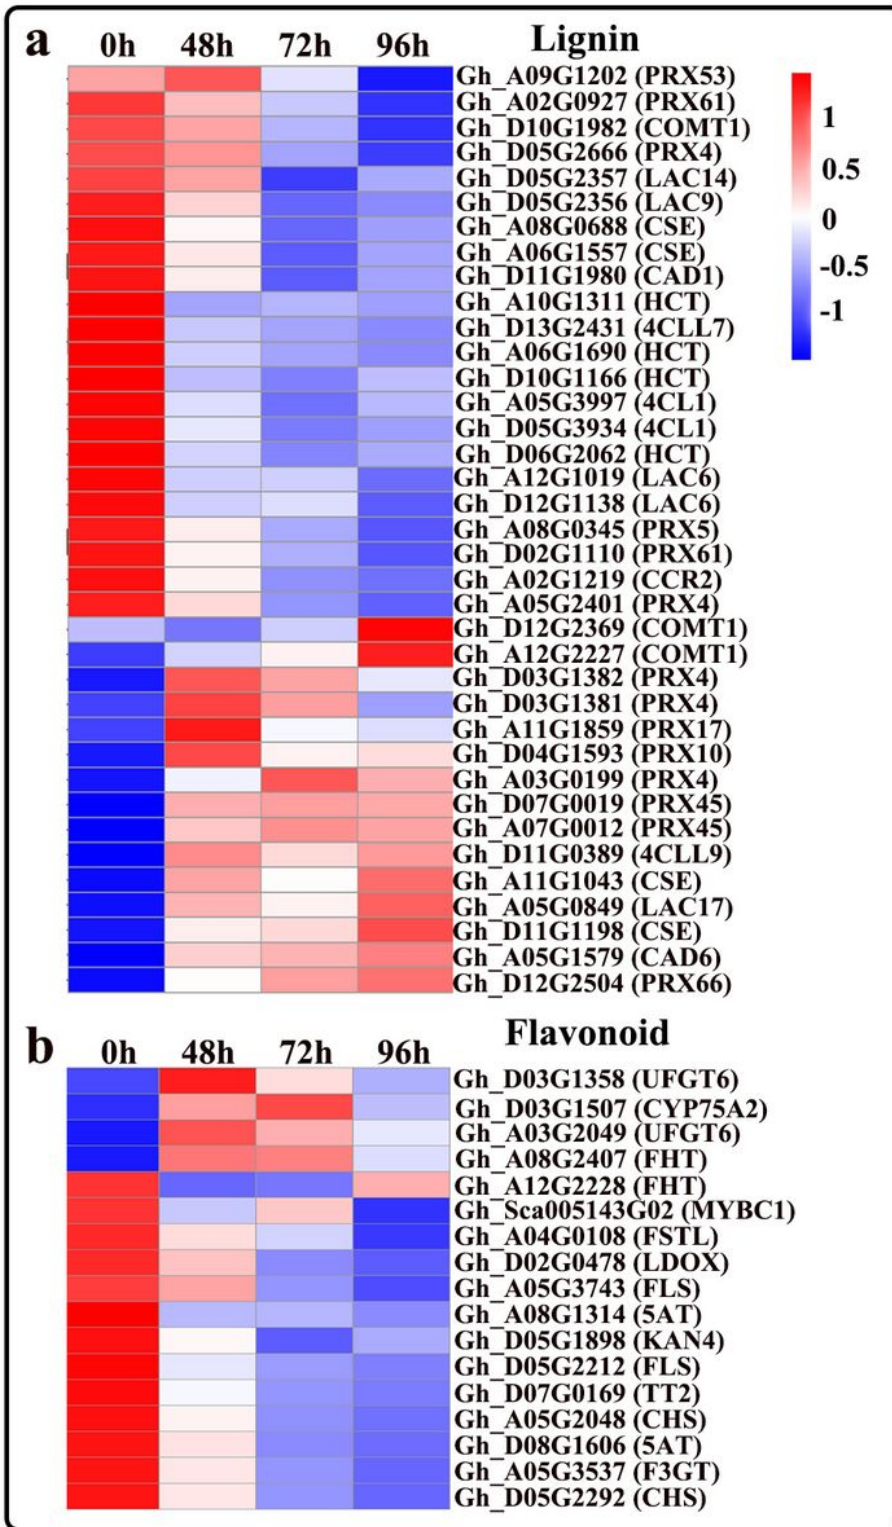 a 0h 48h 72h 96h Lignin
Gh_A09G1202 (PRX53)
Gh_A02G0927 (PRX61)
Gh_D10G1982 (COMT1)
Gh_D05G2666 (PRX4)
Gh_D05G2357 (LAC14)
Gh_D05G2356 (LAC9)
Gh_A08G0688 (CSE)
Gh_A06G1557 (CSE)
Gh_D11G1980 (CAD1)
Gh_A10G1311 (HCT)
Gh_D13G2431 (4CLL7)
Gh_A06G1690 (HCT)
Gh_D10G1166 (HCT)
Gh_A05G3997 (4CL1)
Gh_D05G3934 (4CL1)
Gh_D06G2062 (HCT)
Gh_A12G1019 (LAC6)
Gh_D12G1138 (LAC6)
Gh_A08G0345 (PRX5)
Gh_D02G1110 (PRX61)
Gh_A02G1219 (CCR2)
Gh_A05G2401 (PRX4)
Gh_D12G2369 (COMT1)
Gh_A12G2227 (COMT1)
Gh_D03G1382 (PRX4)
Gh_D03G1381 (PRX4)
Gh_A11G1859 (PRX17)
Gh_D04G1593 (PRX10)
Gh_A03G0199 (PRX4)
Gh_D07G0019 (PRX45)
Gh_A07G0012 (PRX45)
Gh_D11G0389 (4CLL9)
Gh_A11G1043 (CSE)
Gh_A05G0849 (LAC17)
Gh_D11G1198 (CSE)
Gh_A05G1579 (CAD6)
Gh_D12G2504 (PRX66)
1
0.5
0
-0.5
-1
b 0h 48h 72h 96h Flavonoid
Gh_D03G1358 (UFGT6)
Gh_D03G1507 (CYP75A2)
Gh_A03G2049 (UFGT6)
Gh_A08G2407 (FHT)
Gh_A12G2228 (FHT)
Gh_Sca005143G02 (MYBC1)
Gh_A04G0108 (FSTL)
Gh_D02G0478 (LDOX)
Gh_A05G3743 (FLS)
Gh_A08G1314 (5AT)
Gh_D05G1898 (KAN4)
Gh_D05G2212 (FLS)
Gh_D07G0169 (TT2)
Gh_A05G2048 (CHS)
Gh_D08G1606 (5AT)
Gh_A05G3537 (F3GT)
Gh_D05G2292 (CHS)